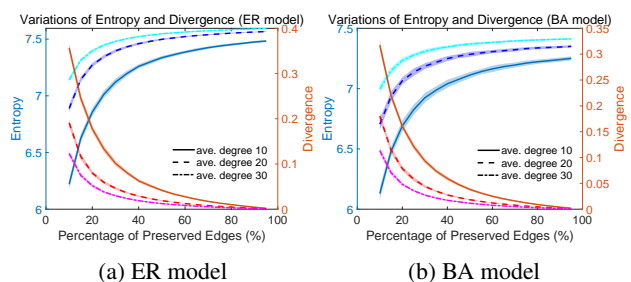 Variations of Entropy and Divergence (ER model)
7.5
7
6.5
6
Entropy
0.4
0.3
0.2
0.1
0
Divergence
ave. degree 10
ave. degree 20
ave. degree 30
0 20 40 60 80 100
Percentage of Preserved Edges (%)
(a) ER model
Variations of Entropy and Divergence (BA model)
7.5
7
6.5
6
Entropy
0.35
0.3
0.25
0.2
0.15
0.1
0.05
0
Divergence
ave. degree 10
ave. degree 20
ave. degree 30
0 20 40 60 80 100
Percentage of Preserved Edges (%)
(b) BA model